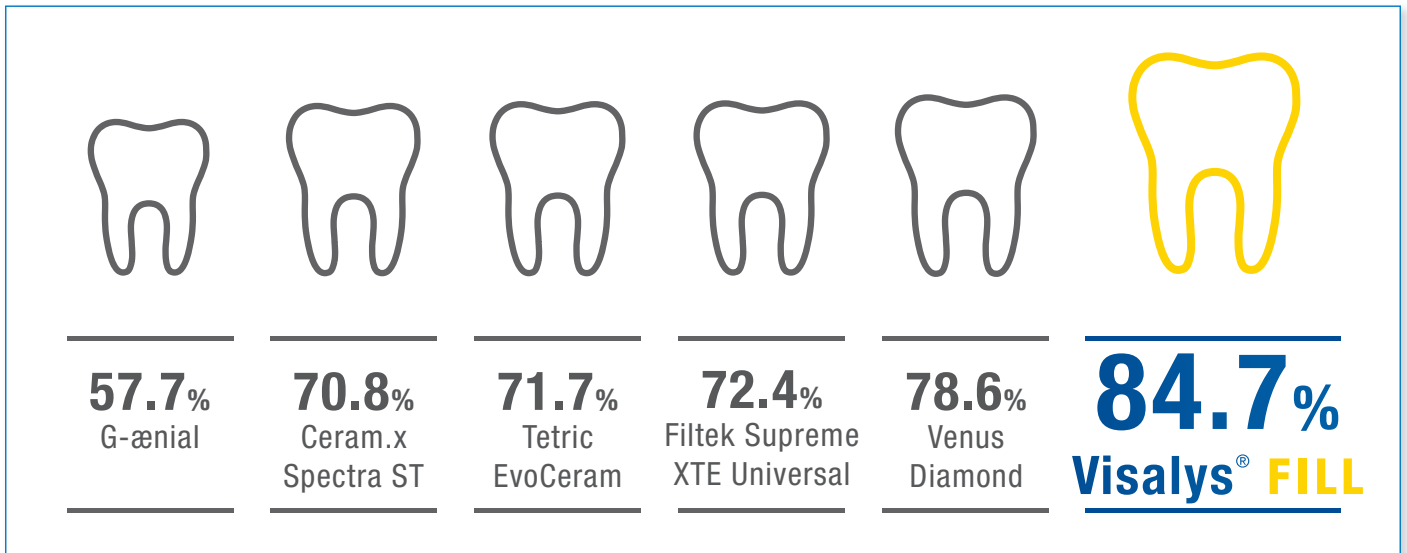 57.7%
G-ænial
70.8%
Ceram.x
Spectra ST
71.7%
Tetric
EvoCeram
72.4%
Filtek Supreme
XTE Universal
78.6%
Venus
Diamond
84.7%
Visalys® FILL